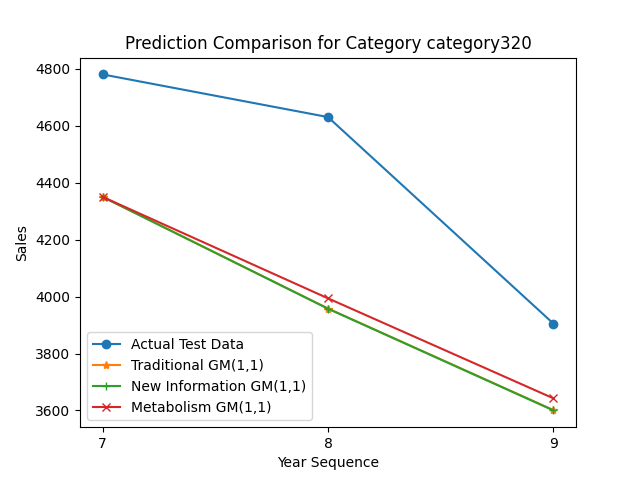 Prediction Comparison for Category category320
4800
4600
4400
4200
4000
3800
3600
Sales
Actual Test Data
Traditional GM(1,1)
New Information GM(1,1)
Metabolism GM(1,1)
7 8 9
Year Sequence